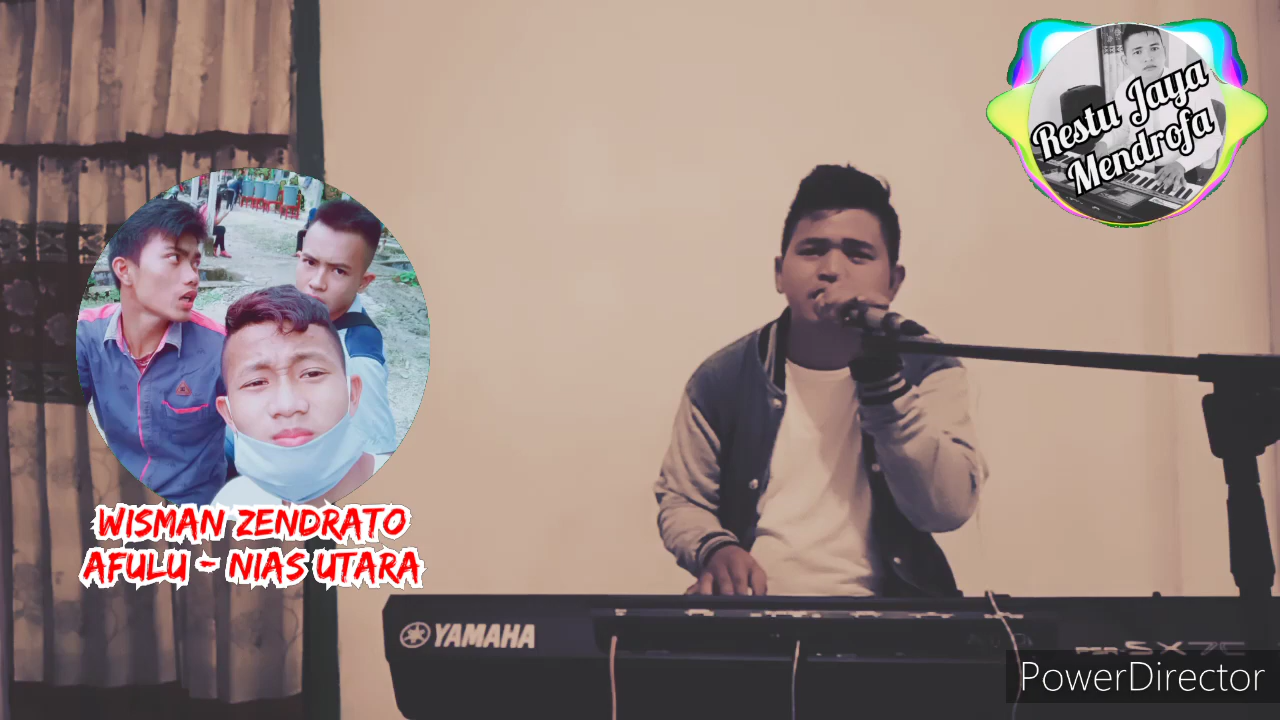 Restu Jaya
Mendrofa
WISMAN ZENDRATO
AFULU - NIAS UTARA
YAMAHA
PowerDirector